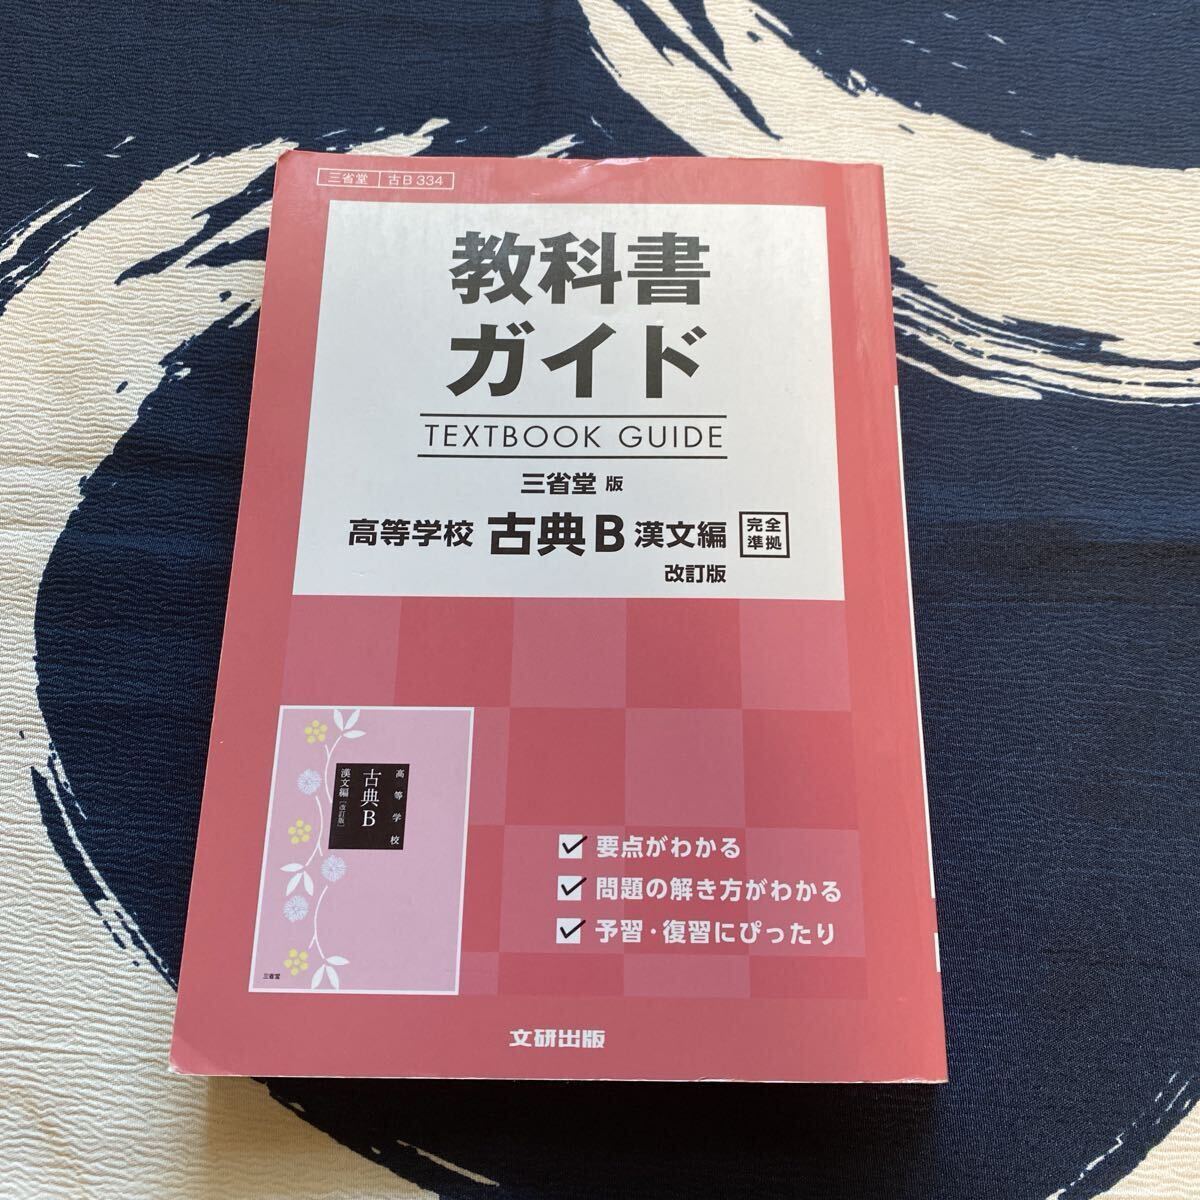 三省堂 古B 334
教科書
ガイド
TEXTBOOK GUIDE
三省堂 版
高等学校 古典B 漢文編 完全準拠
改訂版
高等学校
古典B
漢文編[改訂版]
三省堂
要点がわかる
問題の解き方がわかる
予習・復習にぴったり
文研出版